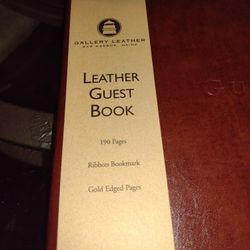 GALLERY LEATHER
BAR HARBOR, MAINE
LEATHER
GUEST
BOOK
190 Pages
Ribbon Bookmark
Gold Edged Pages